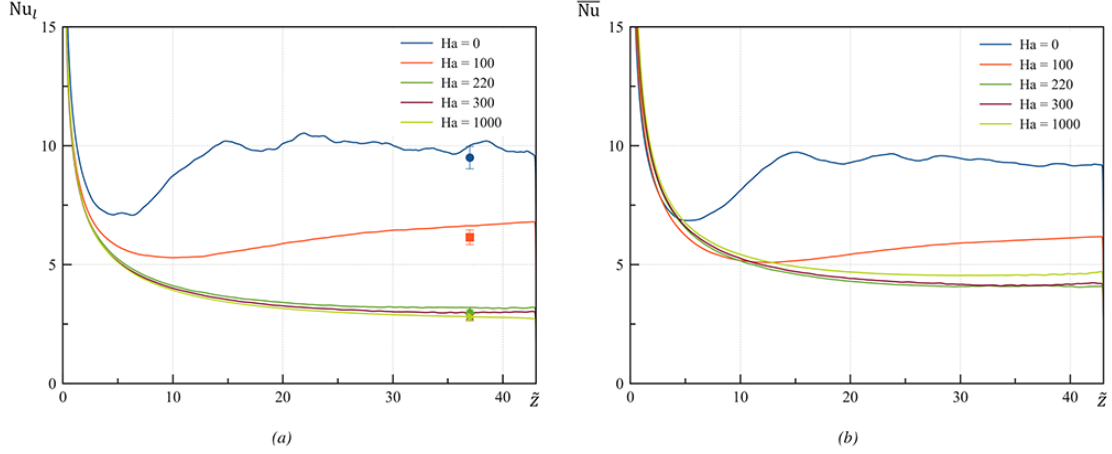 Nu_l
15
10
5
0
0
10
20
30
40
z̃
Ha = 0
Ha = 100
Ha = 220
Ha = 300
Ha = 1000
(a)
N̅u̅
15
10
5
0
0
10
20
30
40
z̃
Ha = 0
Ha = 100
Ha = 220
Ha = 300
Ha = 1000
(b)